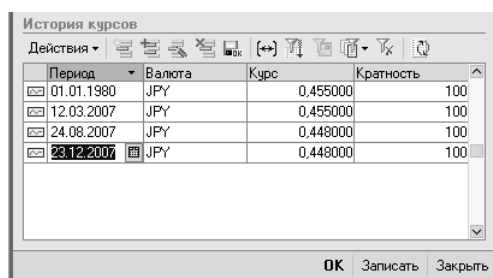 История курсов
Действия
Период Валюта Курс Кратность
01.01.1980 JPY 0,455000 100
12.03.2007 JPY 0,455000 100
24.08.2007 JPY 0,448000 100
23.12.2007 JPY 0,448000 100
OK Записать Закрыть